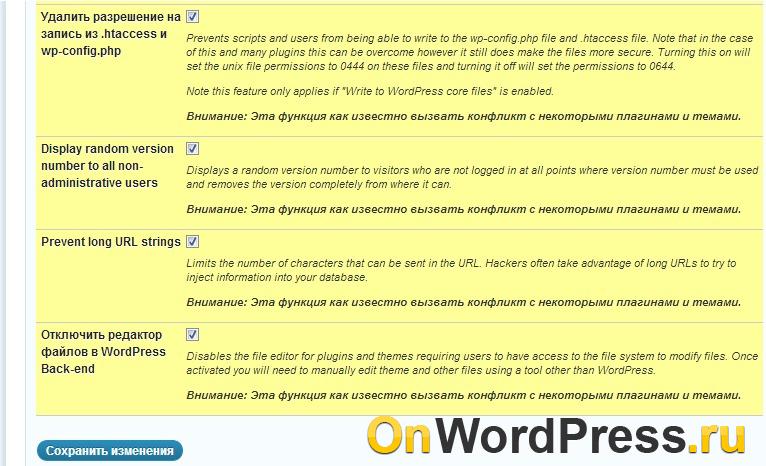 Удалить разрешение на
запись из .htaccess и
wp-config.php
Prevents scripts and users from being able to write to the wp-config.php file and .htaccess file. Note that in the case
of this and many plugins this can be overcome however it still does make the files more secure. Turning this on will
set the unix file permissions to 0444 on these files and turning it off will set the permissions to 0644.
Note this feature only applies if "Write to WordPress core files" is enabled.
Внимание: Эта функция как известно вызвать конфликт с некоторыми плагинами и темами.
Display random version
number to all non-
administrative users
Displays a random version number to visitors who are not logged in at all points where version number must be used
and removes the version completely from where it can.
Внимание: Эта функция как известно вызвать конфликт с некоторыми плагинами и темами.
Prevent long URL strings
Limits the number of characters that can be sent in the URL. Hackers often take advantage of long URLs to try to
inject information into your database.
Внимание: Эта функция как известно вызвать конфликт с некоторыми плагинами и темами.
Отключить редактор
файлов в WordPress
Back-end
Disables the file editor for plugins and themes requiring users to have access to the file system to modify files. Once
activated you will need to manually edit theme and other files using a tool other than WordPress.
Внимание: Эта функция как известно вызвать конфликт с некоторыми плагинами и темами.
Сохранить изменения
OnWordPress.ru